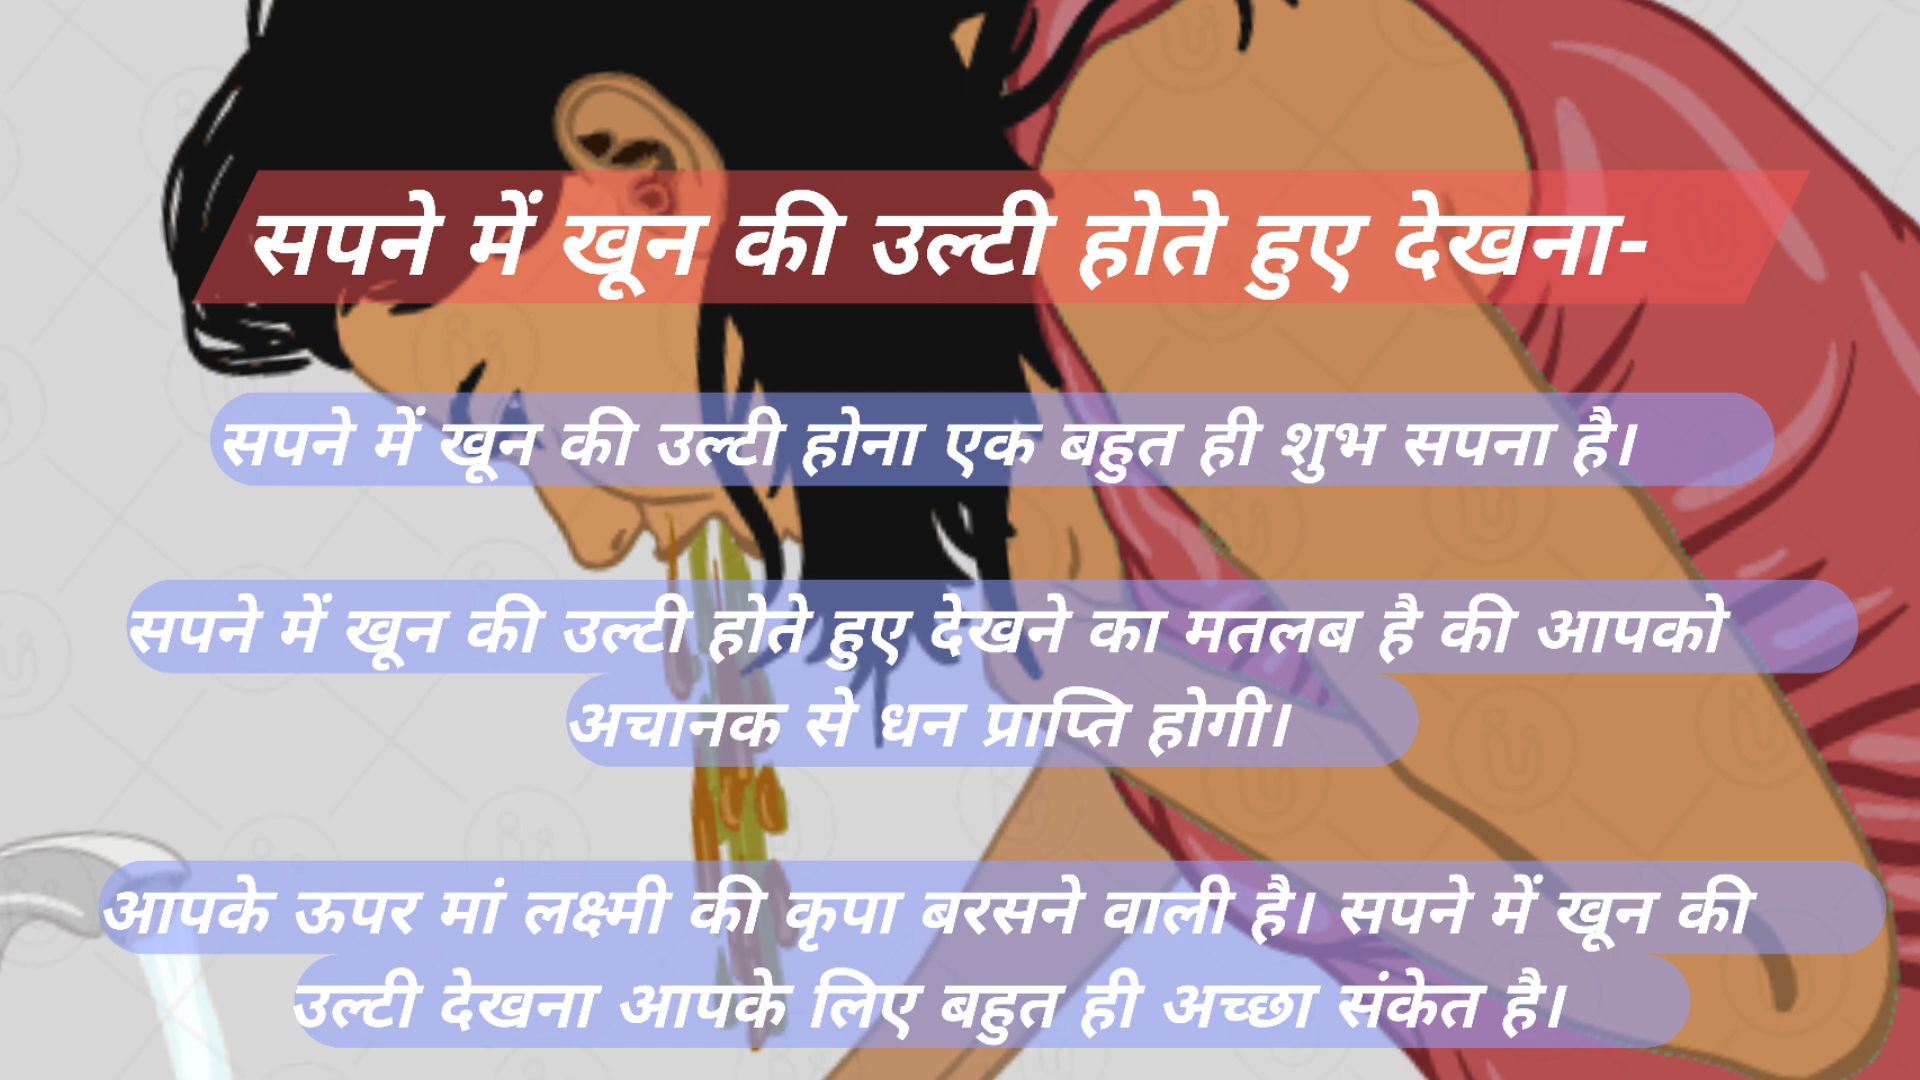 सपने में खून की उल्टी होते हुए देखना-
सपने में खून की उल्टी होना एक बहुत ही शुभ सपना है।
सपने में खून की उल्टी होते हुए देखने का मतलब है की आपको
अचानक से धन प्राप्ति होगी।
आपके ऊपर मां लक्ष्मी की कृपा बरसने वाली है। सपने में खून की
उल्टी देखना आपके लिए बहुत ही अच्छा संकेत है।